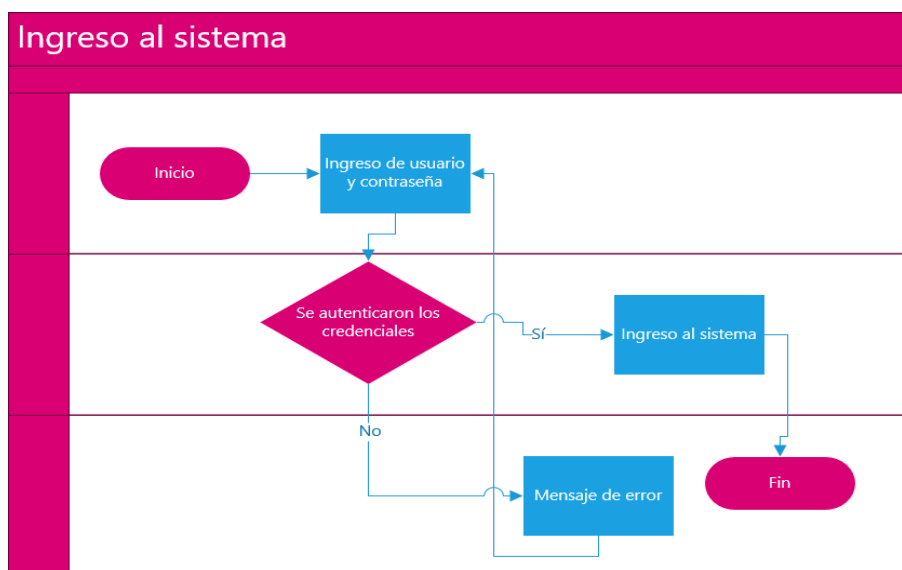 Ingreso al sistema
Inicio
Ingreso de usuario
y contraseña
Se autenticaron los
credenciales
Sí
Ingreso al sistema
No
Mensaje de error
Fin